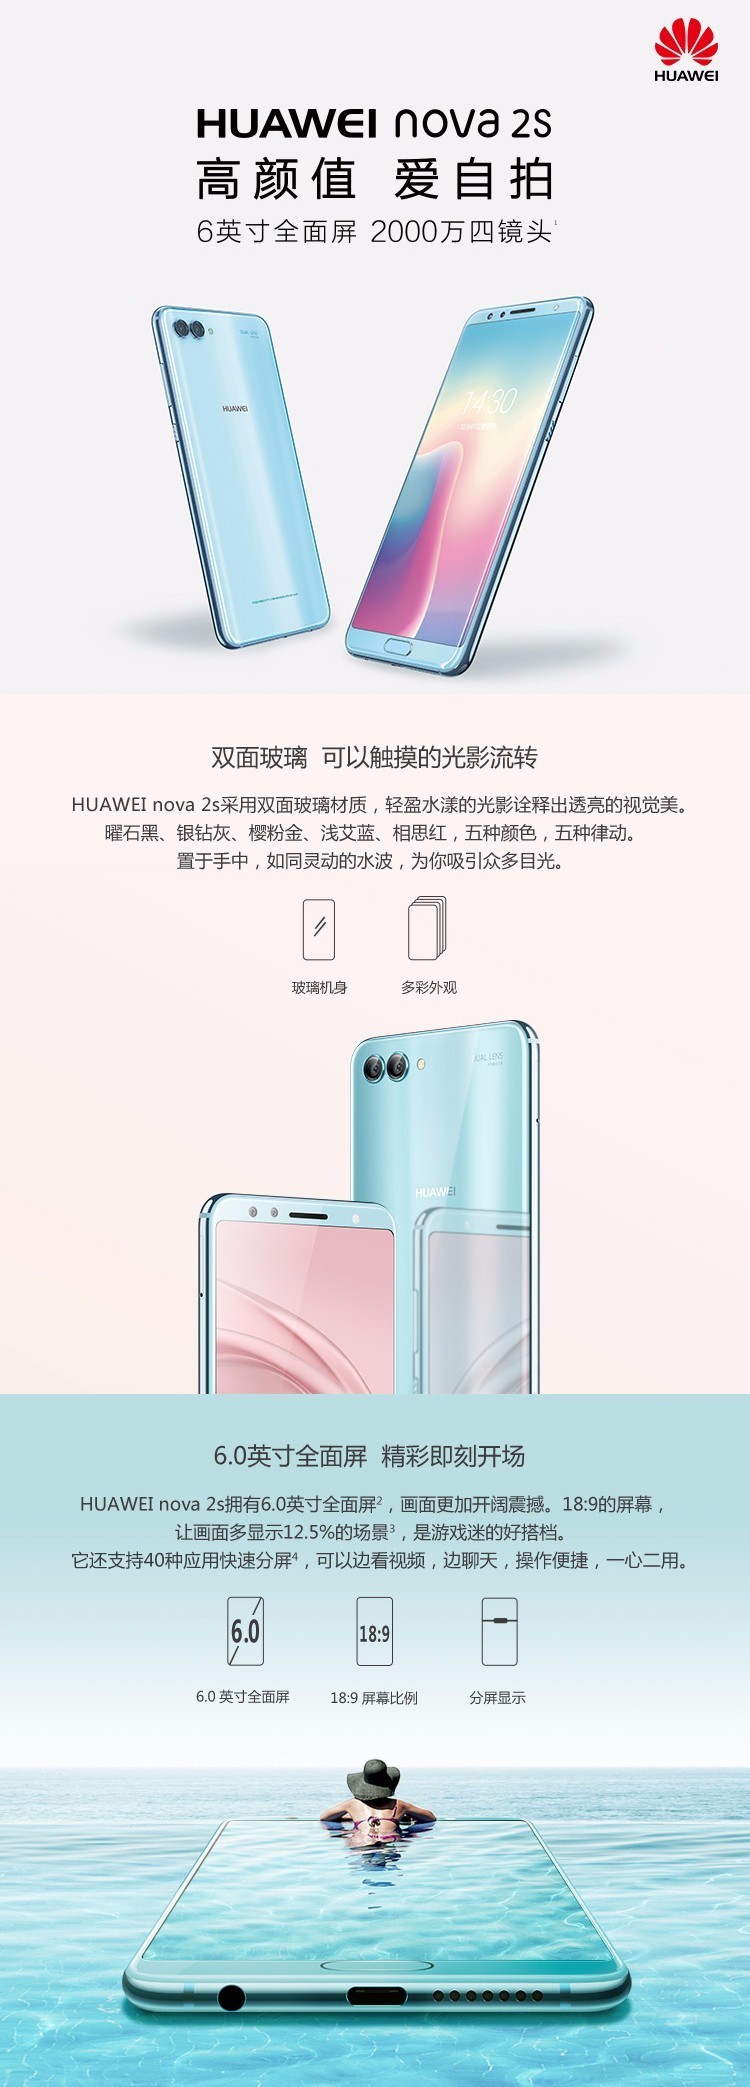 HUAWEI
HUAWEI nova 2S
高颜值 爱自拍
6英寸全面屏 2000万四镜头1
DUAL LENS
HUAWEI
14:30
双面玻璃 可以触摸的光影流转
HUAWEI nova 2s采用双面玻璃材质，轻盈水漾的光影诠释出透亮的视觉美。
曜石黑、银钻灰、樱粉金、浅艾蓝、相思红，五种颜色，五种律动。
置于手中，如同灵动的水波，为你吸引众多目光。
玻璃机身
多彩外观
DUAL LENS
HUAWEI
6.0英寸全面屏 精彩即刻开场
HUAWEI nova 2s拥有6.0英寸全面屏2，画面更加开阔震撼。18:9的屏幕，
让画面多显示12.5%的场景3，是游戏迷的好搭档。
它还支持40种应用快速分屏4，可以边看视频，边聊天，操作便捷，一心二用。
6.0
18:9
6.0 英寸全面屏
18:9 屏幕比例
分屏显示